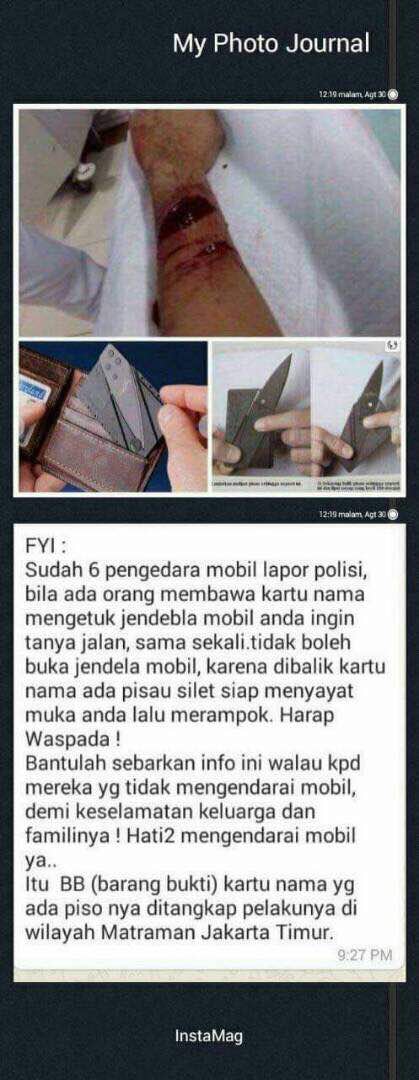 My Photo Journal
12:19 malam, Agt 30
12:19 malam, Agt 30
FYI :
Sudah 6 pengedara mobil lapor polisi,
bila ada orang membawa kartu nama
mengetuk jendebla mobil anda ingin
tanya jalan, sama sekali.tidak boleh
buka jendela mobil, karena dibalik kartu
nama ada pisau silet siap menyayat
muka anda lalu merampok. Harap
Waspada !
Bantulah sebarkan info ini walau kpd
mereka yg tidak mengendarai mobil,
demi keselamatan keluarga dan
familinya ! Hati2 mengendarai mobil
ya..
Itu BB (barang bukti) kartu nama yg
ada piso nya ditangkap pelakunya di
wilayah Matraman Jakarta Timur.
9:27 PM
InstaMag